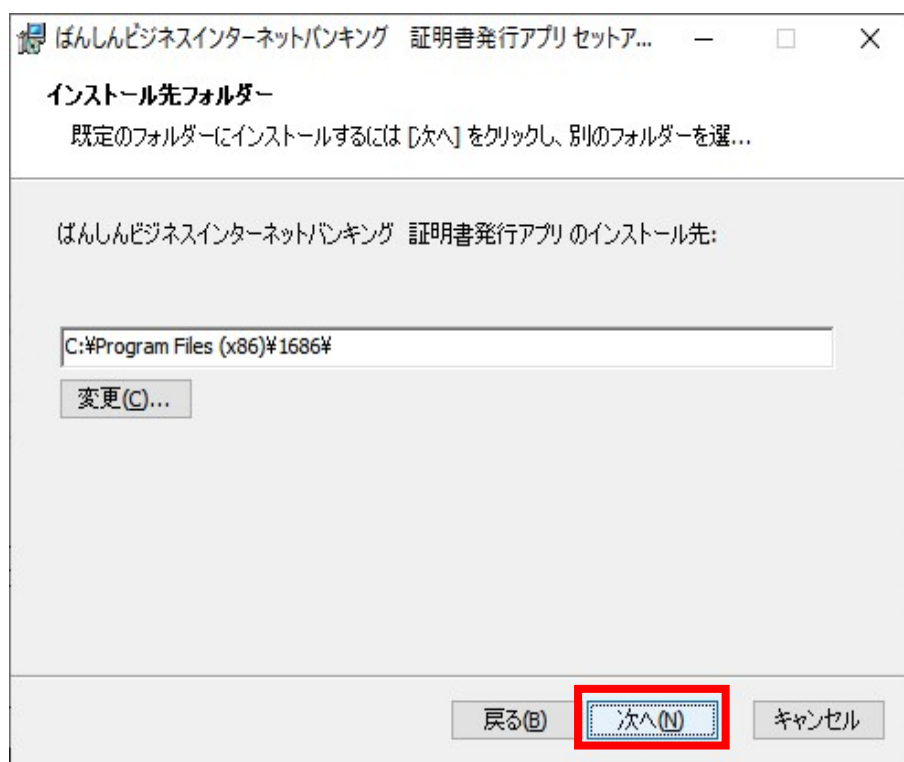 ばんしんビジネスインターネットバンキング　証明書発行アプリ セットア...
インストール先フォルダー
既定のフォルダーにインストールするには [次へ] をクリックし、別のフォルダーを選...
ばんしんビジネスインターネットバンキング　証明書発行アプリ のインストール先:
C:¥Program Files (x86)¥1686¥
変更(C)...
戻る(B) 次へ(N) キャンセル